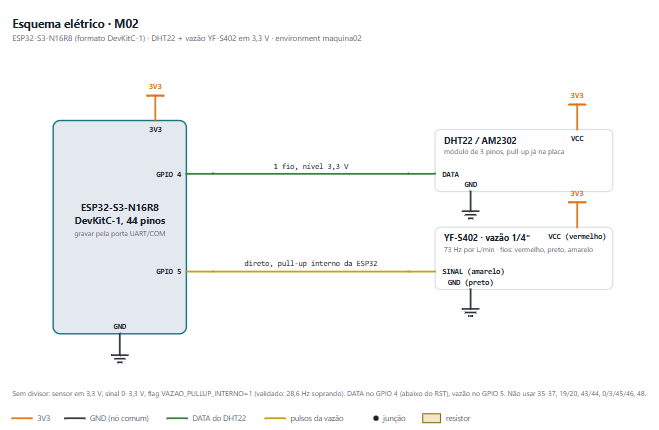 Esquema elétrico · M02
ESP32-S3-N16R8 (formato DevKitC-1) · DHT22 + vazão YF-S402 em 3,3 V · environment maquina02
3V3
3V3
3V3
VCC
DHT22 / AM2302
módulo de 3 pinos, pull-up já na placa
GPIO 4
1 fio, nível 3,3 V
DATA
GND
3V3
ESP32-S3-N16R8
DevKitC-1, 44 pinos
gravar pela porta UART/COM
YF-S402 · vazão 1/4"
VCC (vermelho)
73 Hz por L/min · fios: vermelho, preto, amarelo
GPIO 5
direto, pull-up interno da ESP32
SINAL (amarelo)
GND (preto)
GND
Sem divisor: sensor em 3,3 V, sinal 0-3,3 V, flag VAZAO_PULLUP_INTERNO=1 (validado: 28,6 Hz soprando). DATA no GPIO 4 (abaixo do RST), vazão no GPIO 5. Não usar 35-37, 19/20, 43/44, 0/3/45/46, 48.
3V3
GND (nó comum)
DATA do DHT22
pulsos da vazão
junção
resistor